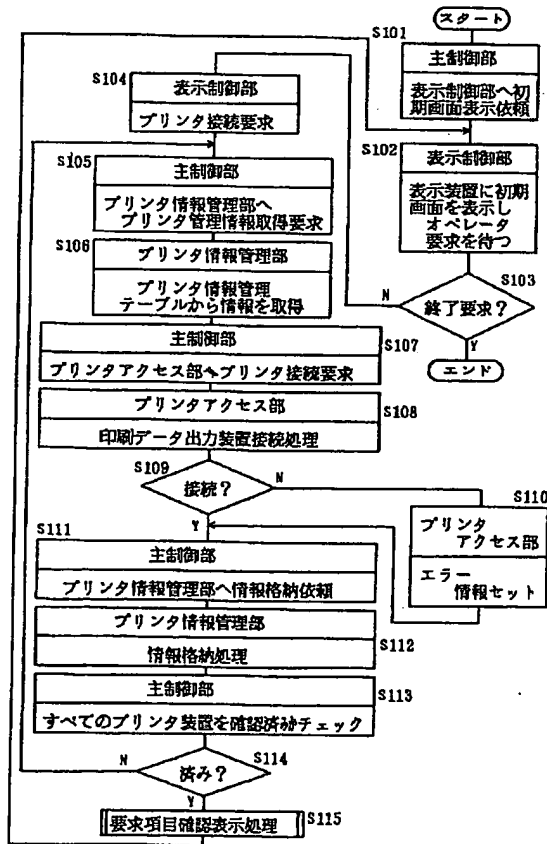 スタート
S101
主制御部
表示制御部へ初
期画面表示依頼
S102
表示制御部
表示装置に初期
画面を表示し
オペレータ
要求を待つ
S103
終了要求?
N
Y
エンド
S104
表示制御部
プリンタ接続要求
S105
主制御部
プリンタ情報管理部へ
プリンタ管理情報取得要求
S106
プリンタ情報管理部
プリンタ情報管理
テーブルから情報を取得
S107
主制御部
プリンタアクセス部へプリンタ接続要求
S108
プリンタアクセス部
印刷データ出力装置接続処理
S109
接続?
N
Y
S110
プリンタ
アクセス部
エラー
情報セット
S111
主制御部
プリンタ情報管理部へ情報格納依頼
プリンタ情報管理部
情報格納処理
S112
主制御部
すべてのプリンタ装置を確認済みチェック
S113
S114
済み?
N
Y
要求項目確認表示処理
S115